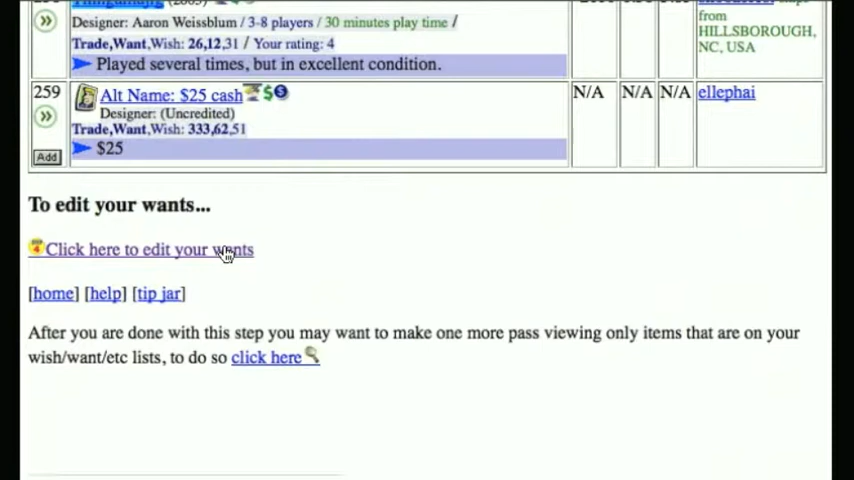 Designer: Aaron Weissblum / 3-8 players / 30 minutes play time /
Trade,Want,Wish: 26,12,31 / Your rating: 4
Played several times, but in excellent condition.
from
HILLSBOROUGH,
NC, USA
259
Alt Name: $25 cash
Designer: (Uncredited)
Trade,Want,Wish: 333,62,51
$25
Add
N/A
N/A
N/A
ellephai
To edit your wants...
Click here to edit your wants
[home] [help] [tip jar]
After you are done with this step you may want to make one more pass viewing only items that are on your
wish/want/etc lists, to do so click here